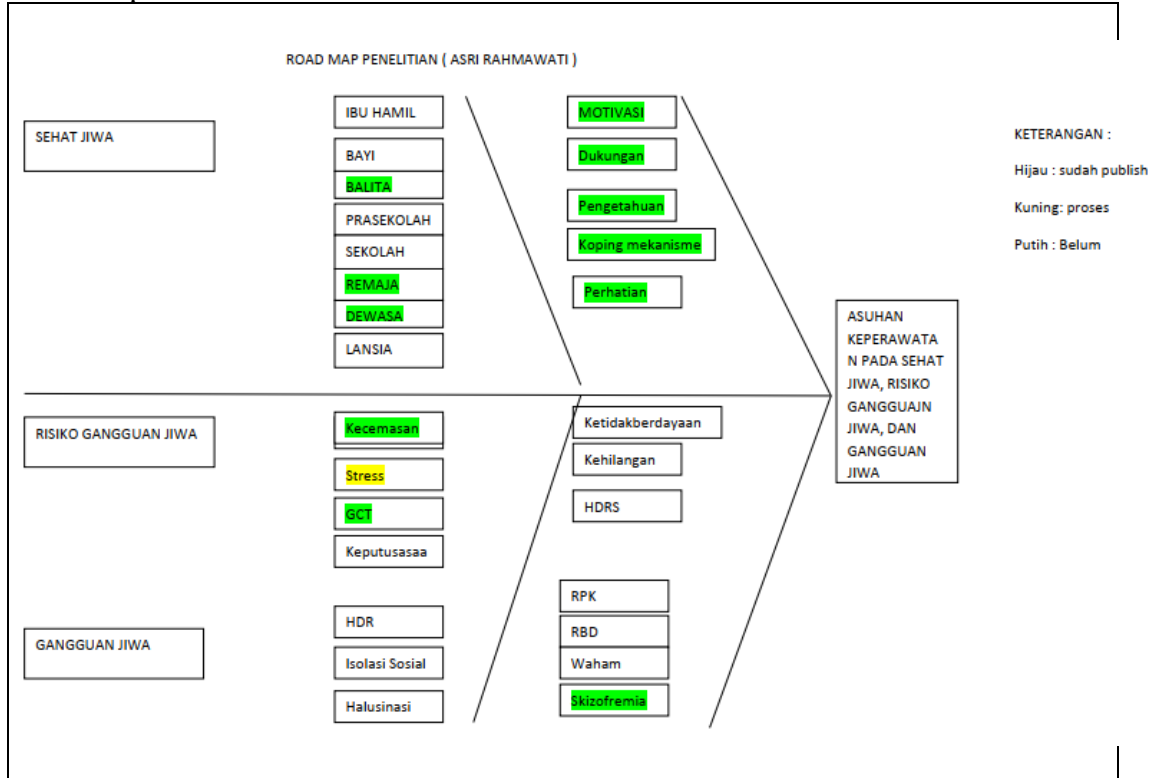 ROAD MAP PENELITIAN ( ASRI RAHMAWATI )
SEHAT JIWA
IBU HAMIL
BAYI
BALITA
PRASEKOLAH
SEKOLAH
REMAJA
DEWASA
LANSIA
MOTIVASI
Dukungan
Pengetahuan
Koping mekanisme
Perhatian
KETERANGAN :
Hijau : sudah publish
Kuning: proses
Putih : Belum
ASUHAN
KEPERAWATA
N PADA SEHAT
JIWA, RISIKO
GANGGUAJN
JIWA, DAN
GANGGUAN
JIWA
RISIKO GANGGUAN JIWA
Kecemasan
Stress
GCT
Keputusasaa
Ketidakberdayaan
Kehilangan
HDRS
GANGGUAN JIWA
HDR
Isolasi Sosial
Halusinasi
RPK
RBD
Waham
Skizofremia